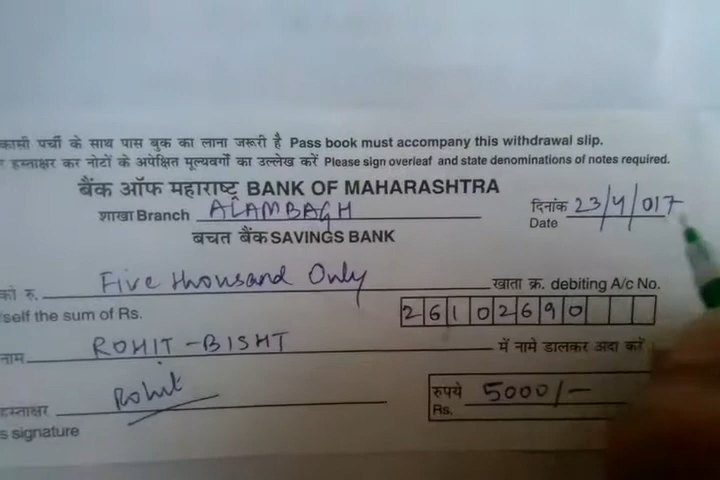 कासी पर्ची के साथ पास बुक का लाना जरूरी है Pass book must accompany this withdrawal slip.
हस्ताक्षर कर नोटों के अपेक्षित मूल्यवर्गों का उल्लेख करें Please sign overleaf and state denominations of notes required.
बैंक ऑफ महाराष्ट्र BANK OF MAHARASHTRA
शाखा Branch ALAMBAGH दिनांक 23/4/017
Date
बचत बैंक SAVINGS BANK
को रु. Five thousand Only खाता क्र. debiting A/c No.
self the sum of Rs. 26102690
नाम ROHIT-BISHT में नामे डालकर अदा करें
हस्ताक्षर Rohit रुपये 5000/-
Rs.
s signature